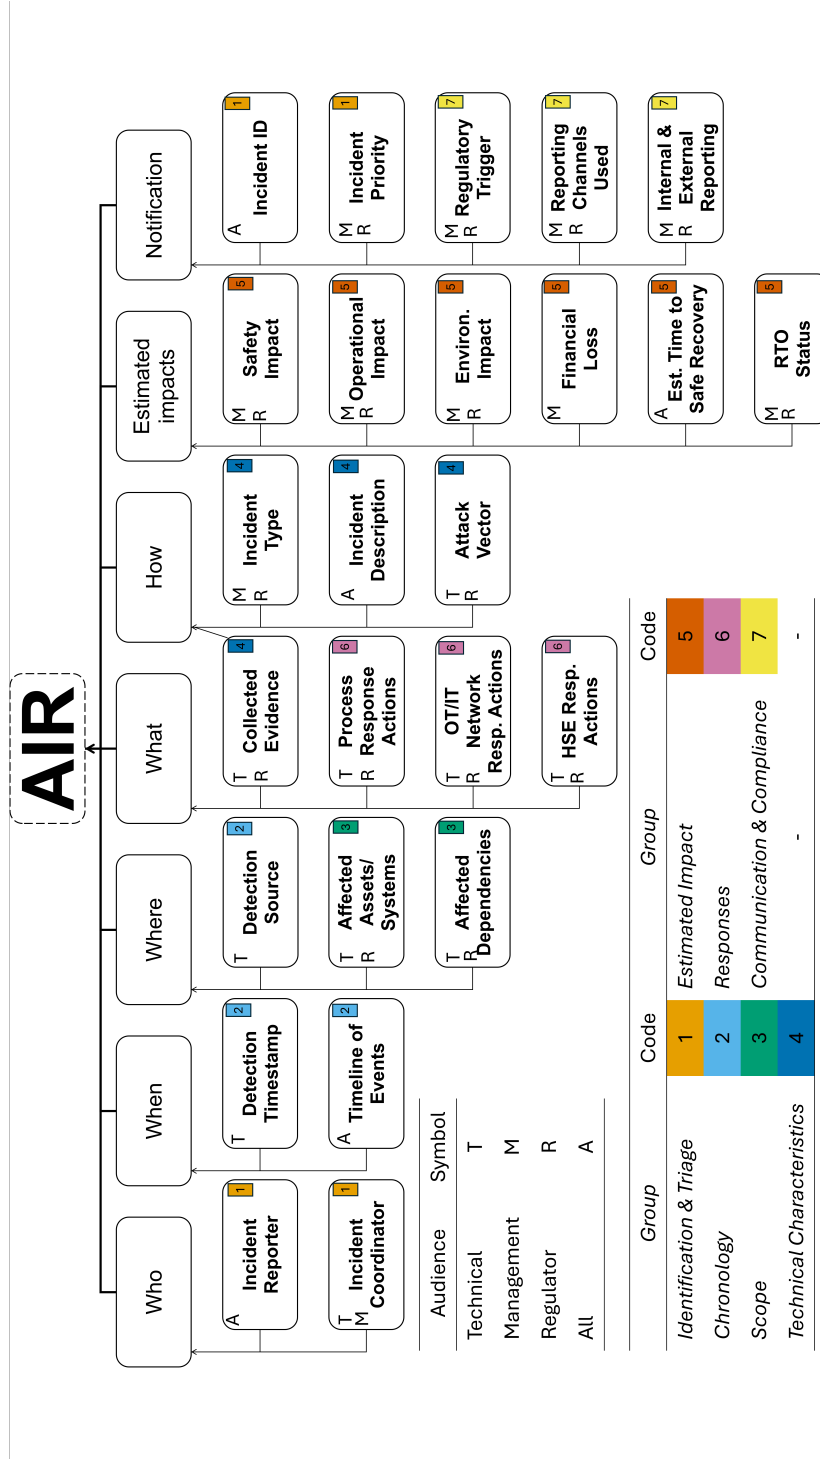 AIR
Who
When
Where
What
How
Estimated
impacts
Notification
A
1
Incident
Reporter
T
M
1
Incident
Coordinator
T
2
Detection
Timestamp
A
2
Timeline of
Events
T
2
Detection
Source
T
R
3
Affected
Assets/
Systems
T
R
3
Affected
Dependencies
T
R
4
Collected
Evidence
T
R
6
Process
Response
Actions
T
R
6
OT/IT
Network
Resp. Actions
T
R
6
HSE Resp.
Actions
M
R
4
Incident
Type
A
4
Incident
Description
T
R
4
Attack
Vector
M
R
5
Safety
Impact
M
R
5
Operational
Impact
M
R
5
Environ.
Impact
M
5
Financial
Loss
A
5
Est. Time to
Safe Recovery
M
R
5
RTO
Status
A
1
Incident ID
M
R
1
Incident
Priority
M
R
7
Regulatory
Trigger
M
R
7
Reporting
Channels
Used
M
R
7
Internal &
External
Reporting
Audience Symbol
Technical T
Management M
Regulator R
All A
Group Code Group Code
Identification & Triage 1 Estimated Impact 5
Chronology 2 Responses 6
Scope 3 Communication & Compliance 7
Technical Characteristics 4 - -